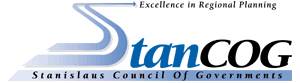 Excellence in Regional Planning
StanCOG
Stanislaus Council Of Governments